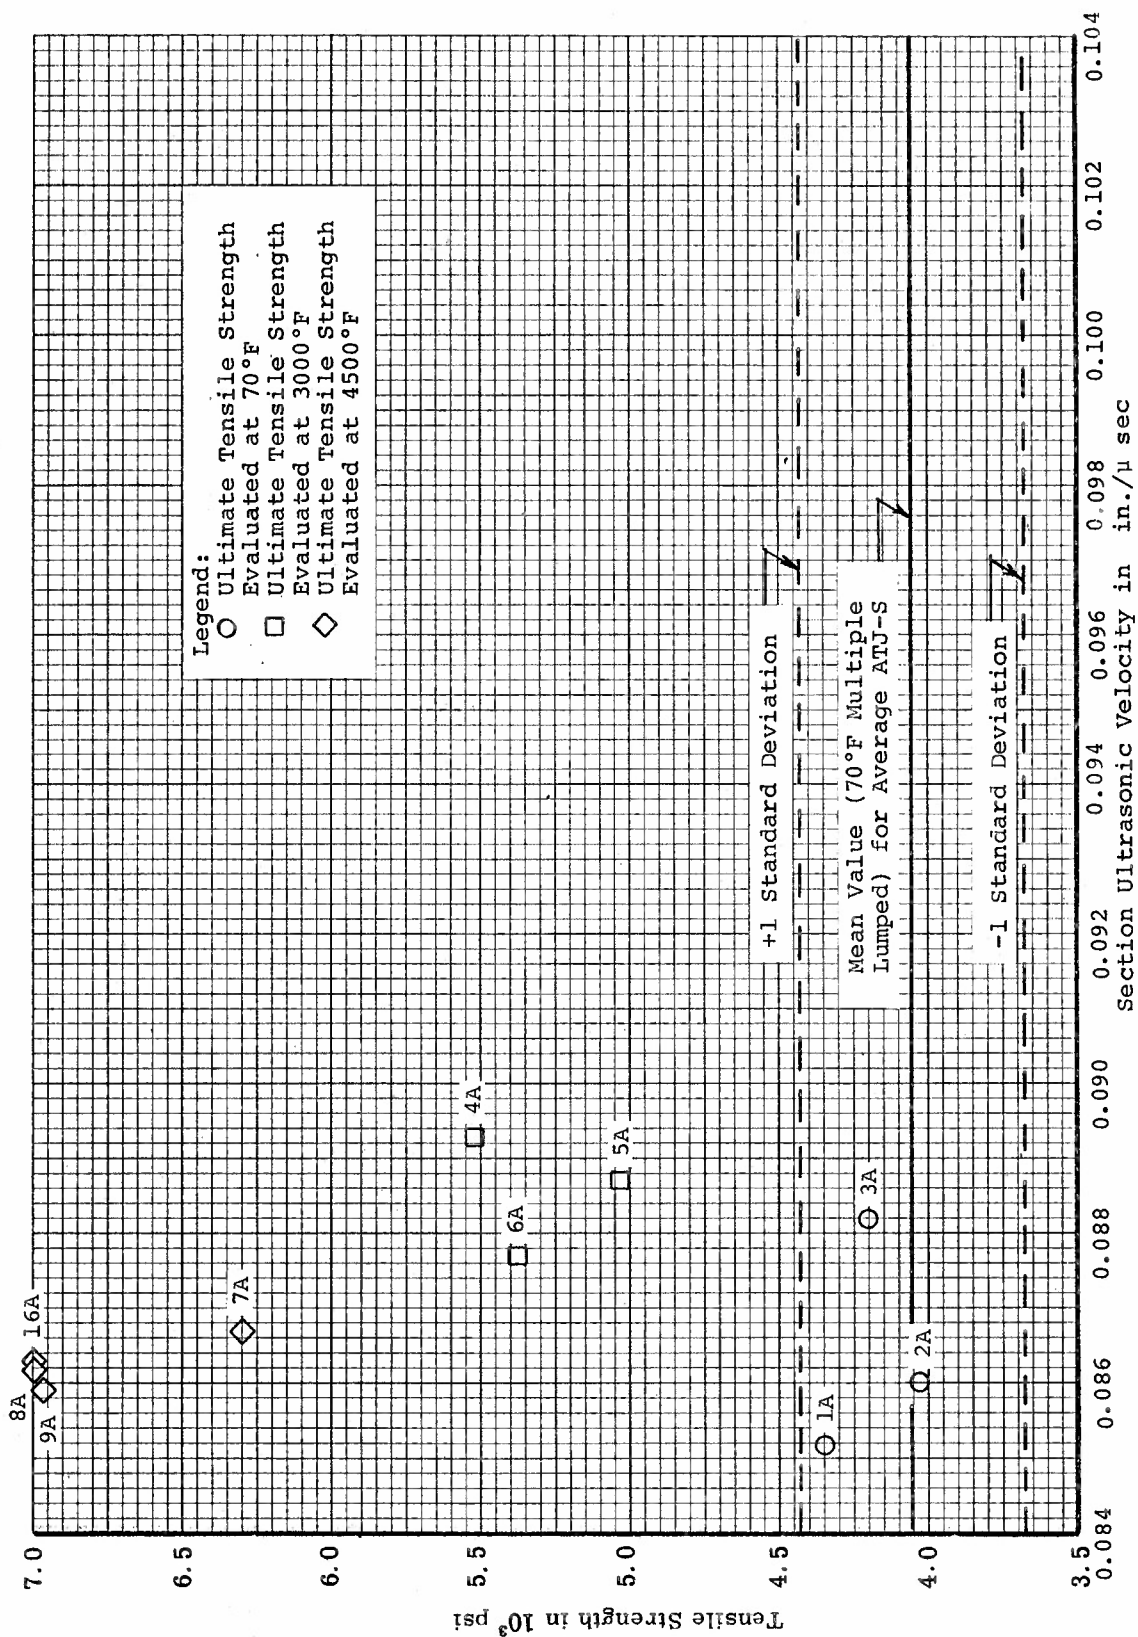 Legend:
○ Ultimate Tensile Strength
Evaluated at 70°F
□ Ultimate Tensile Strength
Evaluated at 3000°F
◇ Ultimate Tensile Strength
Evaluated at 4500°F
8A
16A
9A
7A
6A
4A
5A
1A
2A
3A
+1 Standard Deviation
Mean Value (70°F Multiple
Lumped) for Average ATJ-S
-1 Standard Deviation
Tensile Strength in 10³ psi
7.0
6.5
6.0
5.5
5.0
4.5
4.0
3.5
0.084
0.086
0.088
0.090
0.092
0.094
0.096
0.098
0.100
0.102
0.104
Section Ultrasonic Velocity in in./μ sec